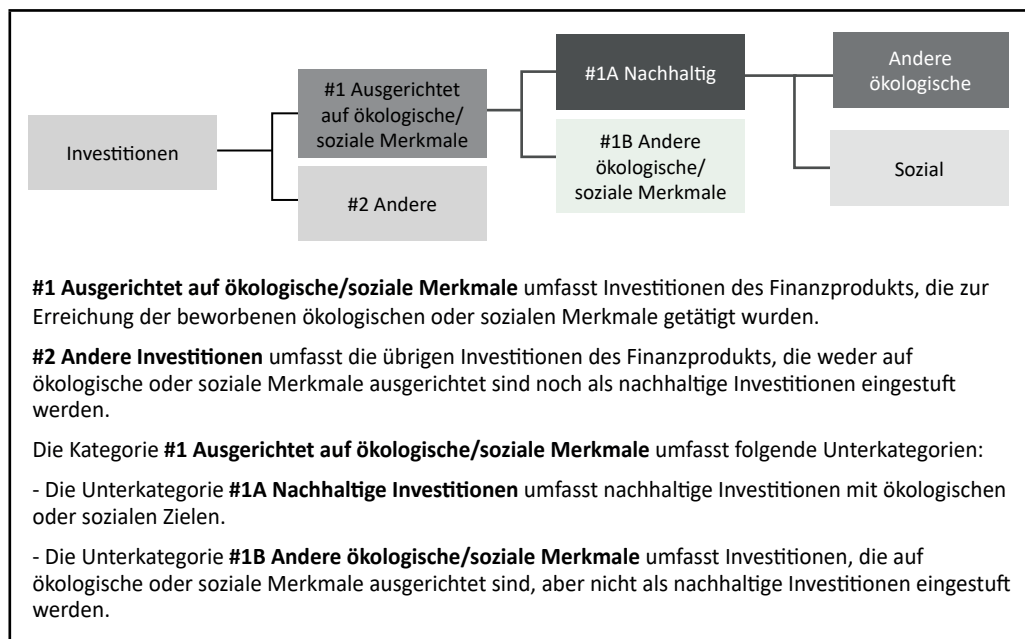 Investitionen
#1 Ausgerichtet
auf ökologische/
soziale Merkmale
#2 Andere
#1A Nachhaltig
#1B Andere
ökologische/
soziale Merkmale
Andere
ökologische
Sozial
#1 Ausgerichtet auf ökologische/soziale Merkmale umfasst Investitionen des Finanzprodukts, die zur
Erreichung der beworbenen ökologischen oder sozialen Merkmale getätigt wurden.
#2 Andere Investitionen umfasst die übrigen Investitionen des Finanzprodukts, die weder auf
ökologische oder soziale Merkmale ausgerichtet sind noch als nachhaltige Investitionen eingestuft
werden.
Die Kategorie #1 Ausgerichtet auf ökologische/soziale Merkmale umfasst folgende Unterkategorien:
- Die Unterkategorie #1A Nachhaltige Investitionen umfasst nachhaltige Investitionen mit ökologischen
oder sozialen Zielen.
- Die Unterkategorie #1B Andere ökologische/soziale Merkmale umfasst Investitionen, die auf
ökologische oder soziale Merkmale ausgerichtet sind, aber nicht als nachhaltige Investitionen eingestuft
werden.